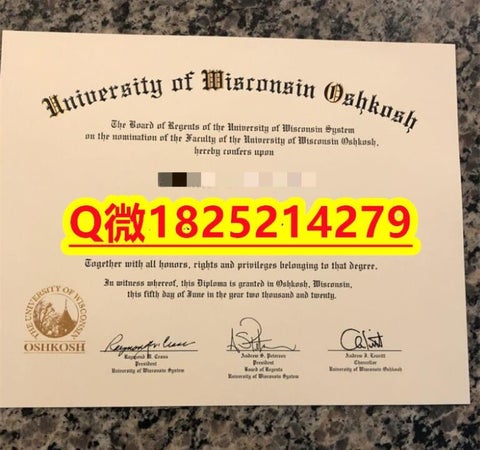 University of Wisconsin Oshkosh
The Board of Regents of the University of Wisconsin System
on the nomination of the Faculty of the University of Wisconsin Oshkosh,
hereby confers upon
Q微1825214279
Together with all honors, rights and privileges belonging to that degree.
In witness whereof, this Diploma is granted in Oshkosh, Wisconsin,
this fifth day of June in the year two thousand and twenty.
THE UNIVERSITY OF WISCONSIN
OSHKOSH
Raymond W. Cross
President
University of Wisconsin System
Andrew S. Petersen
President
Board of Regents
University of Wisconsin System
Andrew J. Leavitt
Chancellor
University of Wisconsin Oshkosh